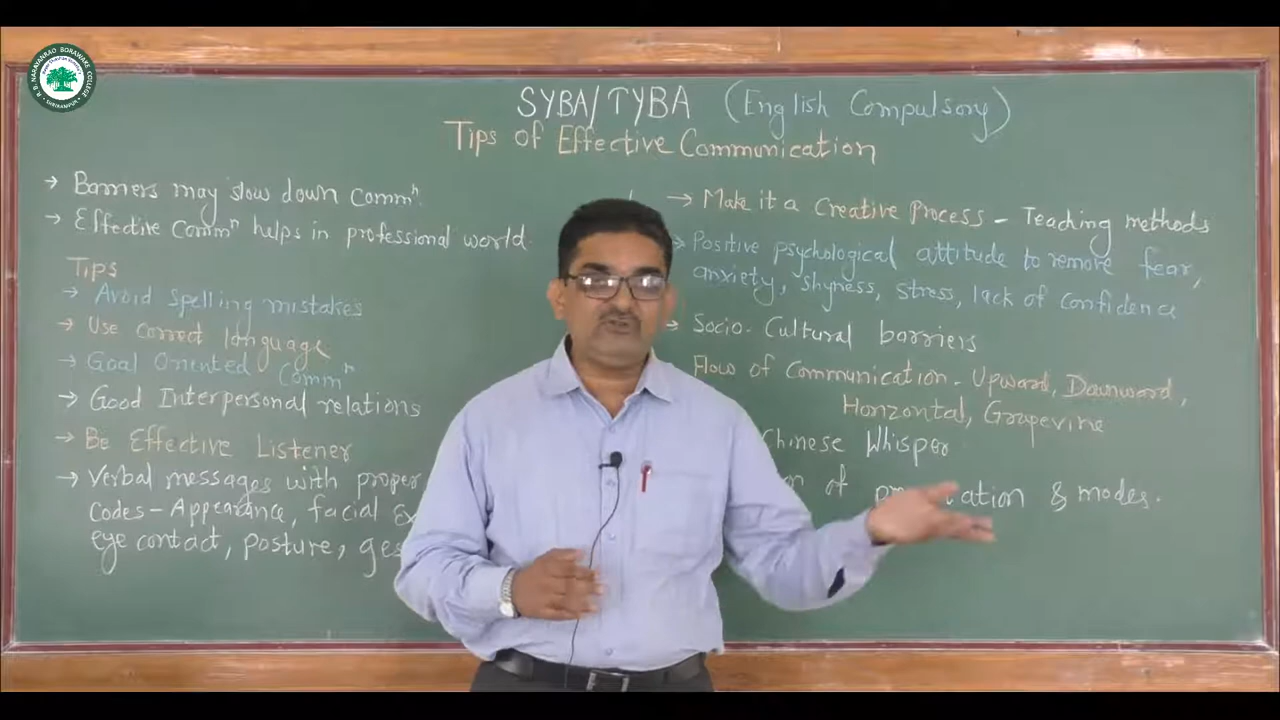 R. B. NARAYANRAO BORAWAKE COLLEGE
SHRIRAMPUR
SYBA/TYBA (English Compulsory)
Tips of Effective Communication
→ Barriers may slow down Commⁿ.
→ Effective Commⁿ helps in professional world.
Tips
→ Avoid spelling mistakes
→ Use correct language
→ Goal Oriented Commⁿ
→ Good Interpersonal relations
→ Be Effective Listener
→ Verbal messages with proper
codes - Appearance, facial
eye contact, posture,
→ Make it a Creative Process - Teaching methods
→ Positive psychological attitude to remove fear,
anxiety, shyness, stress, lack of confidence
→ Socio-Cultural barriers
Flow of Communication - Upward, Downward,
Horizontal, Grapevine
Chinese Whisper
of & modes.